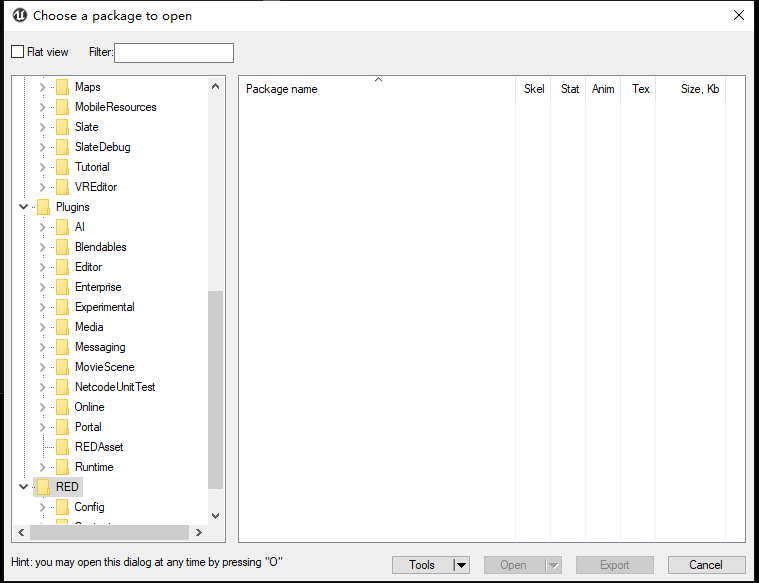 Choose a package to open
Flat view Filter:
Package name Skel Stat Anim Tex Size, Kb
Maps
MobileResources
Slate
SlateDebug
Tutorial
VREditor
Plugins
AI
Blendables
Editor
Enterprise
Experimental
Media
Messaging
MovieScene
NetcodeUnitTest
Online
Portal
REDAsset
Runtime
RED
Config
Hint: you may open this dialog at any time by pressing "O"
Tools Open Export Cancel